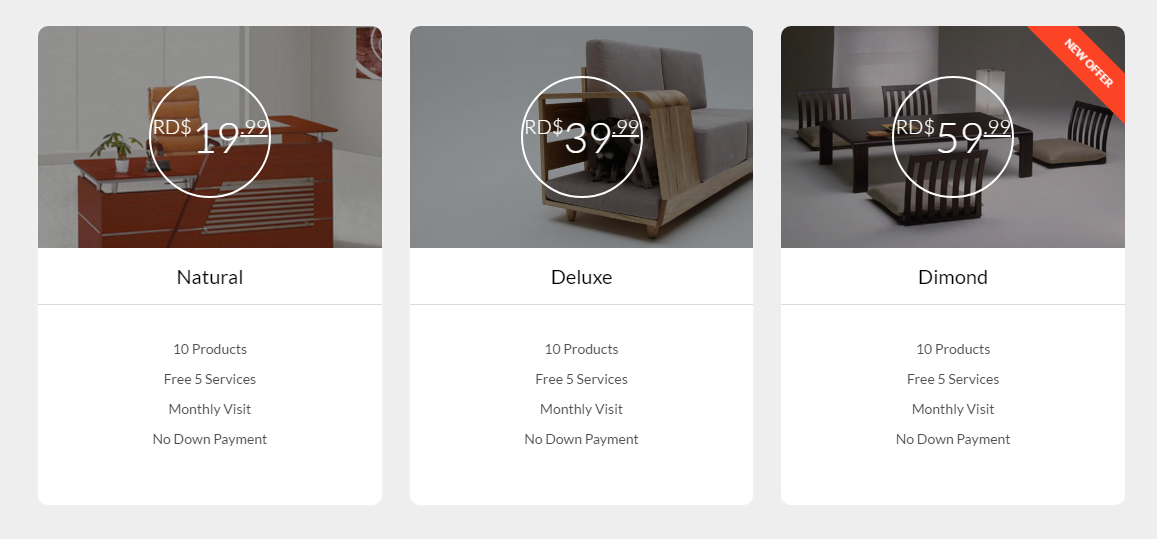 RD$19.99
Natural
10 Products
Free 5 Services
Monthly Visit
No Down Payment
RD$39.99
Deluxe
10 Products
Free 5 Services
Monthly Visit
No Down Payment
NEW OFFER
RD$59.99
Dimond
10 Products
Free 5 Services
Monthly Visit
No Down Payment